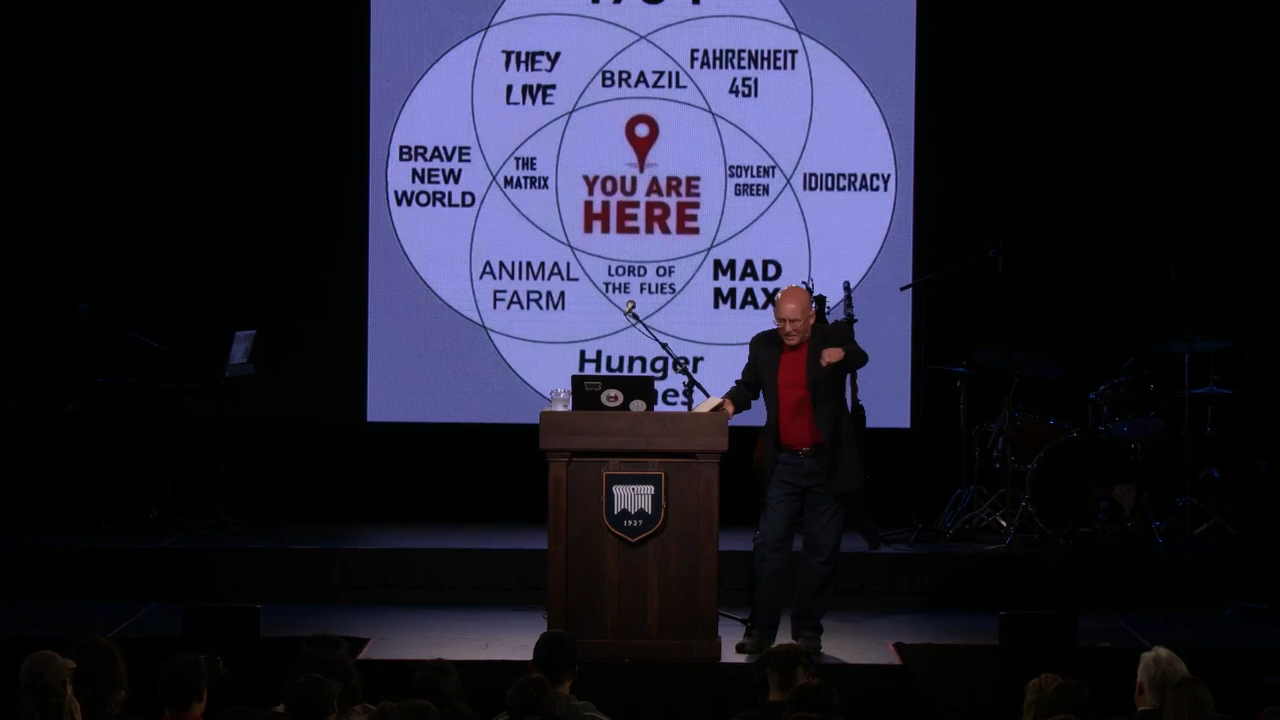 THEY
LIVE
BRAZIL
FAHRENHEIT
451
BRAVE
NEW
WORLD
THE
MATRIX
YOU ARE
HERE
SOYLENT
GREEN
IDIOCRACY
ANIMAL
FARM
LORD OF
THE FLIES
MAD
MAX
Hunger
1927